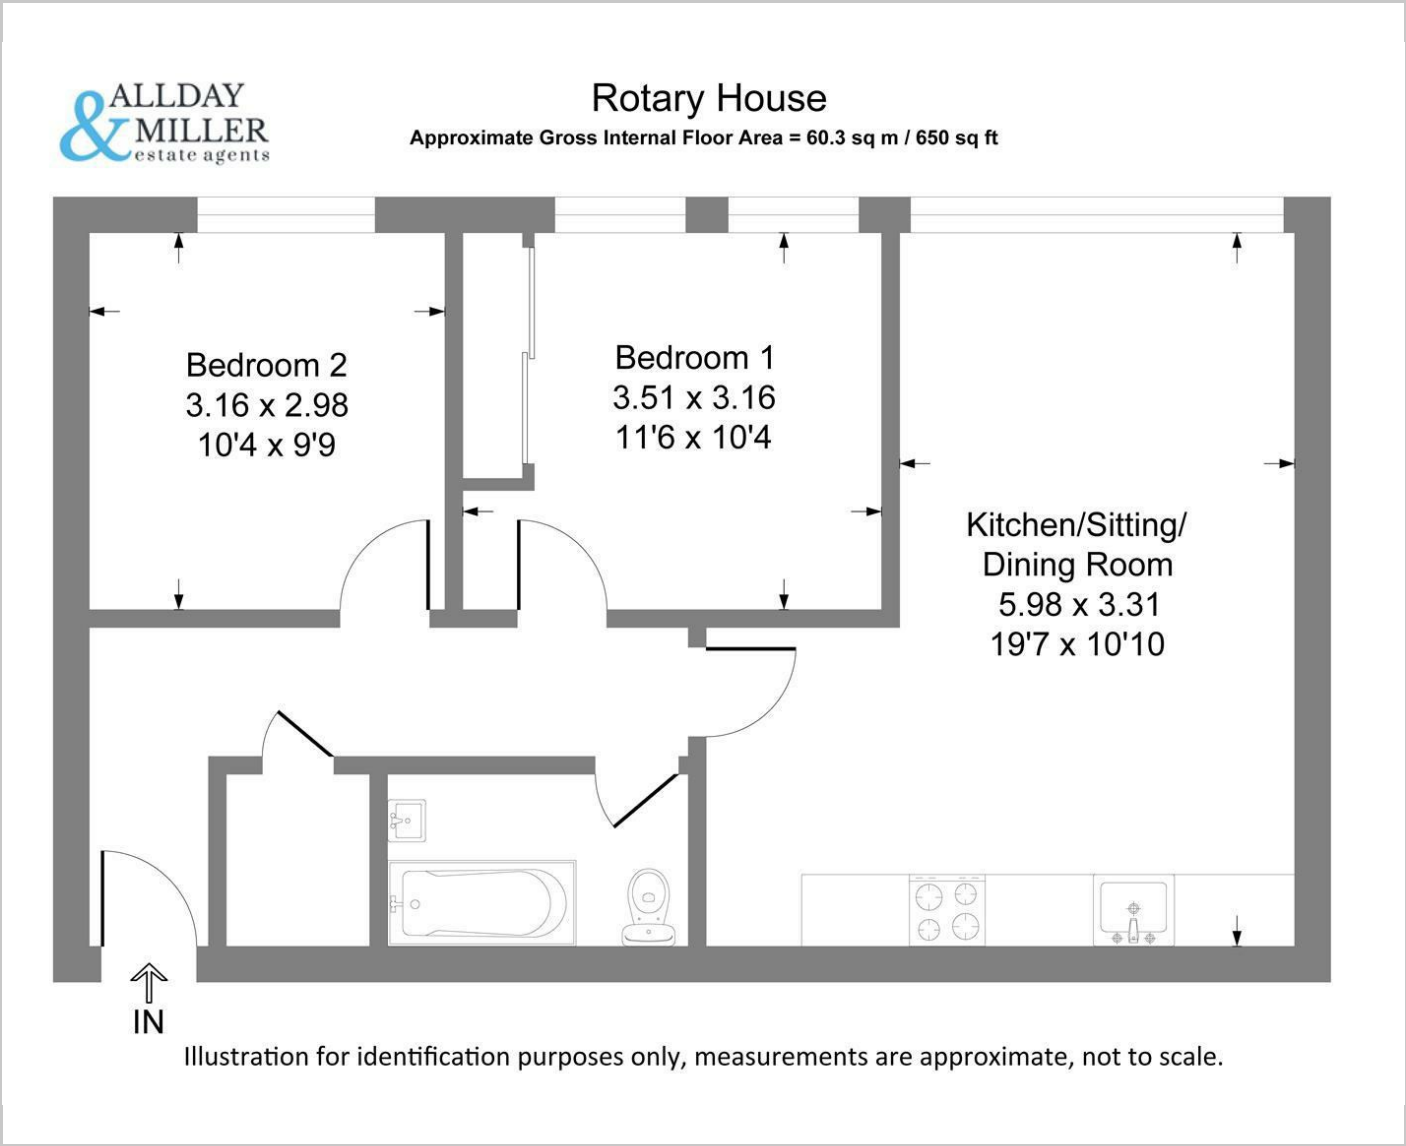 ALLDAY
& MILLER
estate agents
Rotary House
Approximate Gross Internal Floor Area = 60.3 sq m / 650 sq ft
Bedroom 2
3.16 x 2.98
10'4 x 9'9
Bedroom 1
3.51 x 3.16
11'6 x 10'4
Kitchen/Sitting/
Dining Room
5.98 x 3.31
19'7 x 10'10
IN
Illustration for identification purposes only, measurements are approximate, not to scale.